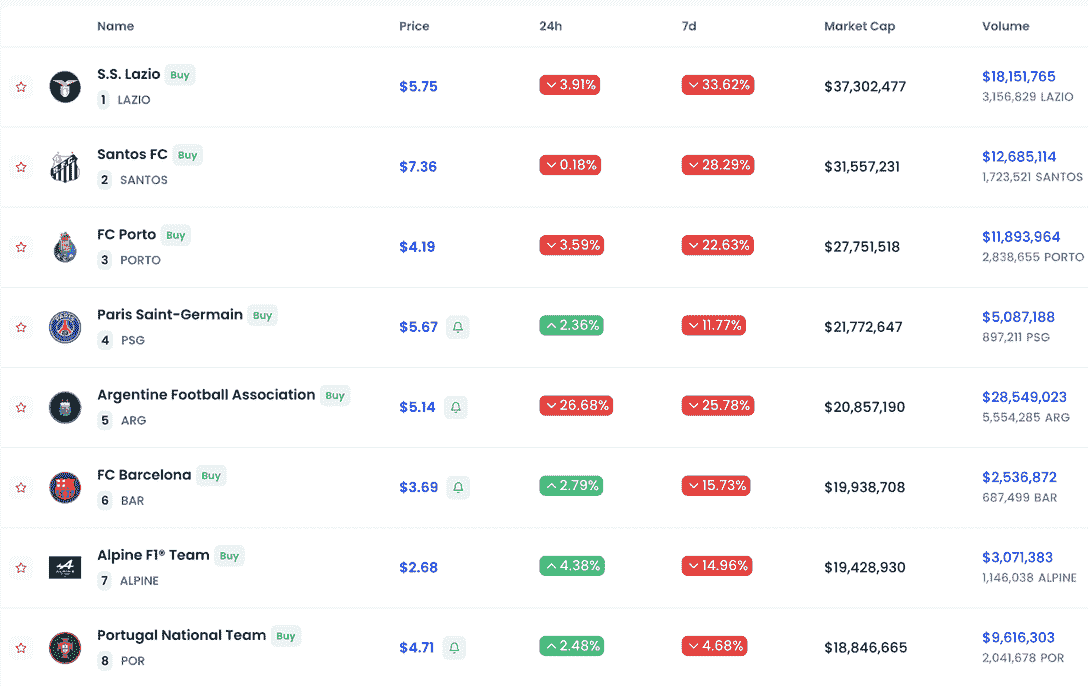 Name Price 24h 7d Market Cap Volume
S.S. Lazio Buy
1 LAZIO
$5.75 3.91% 33.62% $37,302,477 $18,151,765
3,156,829 LAZIO
Santos FC Buy
2 SANTOS
$7.36 0.18% 28.29% $31,557,231 $12,685,114
1,723,521 SANTOS
FC Porto Buy
3 PORTO
$4.19 3.59% 22.63% $27,751,518 $11,893,964
2,838,655 PORTO
Paris Saint-Germain Buy
4 PSG
$5.67 2.36% 11.77% $21,772,647 $5,087,188
897,211 PSG
Argentine Football Association Buy
5 ARG
$5.14 26.68% 25.78% $20,857,190 $28,549,023
5,554,285 ARG
FC Barcelona Buy
6 BAR
$3.69 2.79% 15.73% $19,938,708 $2,536,872
687,499 BAR
Alpine F1® Team Buy
7 ALPINE
$2.68 4.38% 14.96% $19,428,930 $3,071,383
1,146,038 ALPINE
Portugal National Team Buy
8 POR
$4.71 2.48% 4.68% $18,846,665 $9,616,303
2,041,678 POR